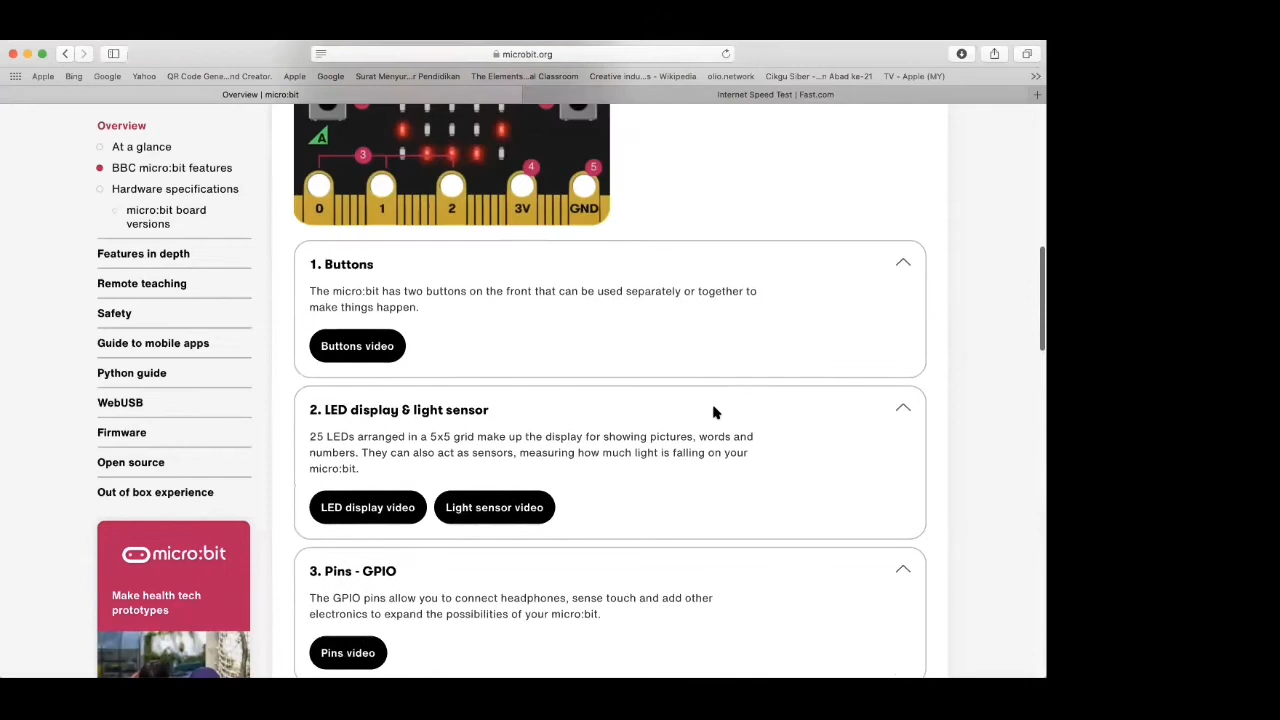 microbit.org
Apple Bing Google Yahoo QR Code Gene...nd Creator. Apple Google Surat Menyur...r Pendidikan The Elements...al Classroom Creative indu...s - Wikipedia olio.network Cikgu Siber -...n Abad ke-21 TV - Apple (MY)
Overview | micro:bit Internet Speed Test | Fast.com
Overview
At a glance
BBC micro:bit features
Hardware specifications
micro:bit board
versions
Features in depth
Remote teaching
Safety
Guide to mobile apps
Python guide
WebUSB
Firmware
Open source
Out of box experience
micro:bit
Make health tech
prototypes
A
3 4 5
0 1 2 3V GND
1. Buttons
The micro:bit has two buttons on the front that can be used separately or together to
make things happen.
Buttons video
2. LED display & light sensor
25 LEDs arranged in a 5x5 grid make up the display for showing pictures, words and
numbers. They can also act as sensors, measuring how much light is falling on your
micro:bit.
LED display video Light sensor video
3. Pins - GPIO
The GPIO pins allow you to connect headphones, sense touch and add other
electronics to expand the possibilities of your micro:bit.
Pins video